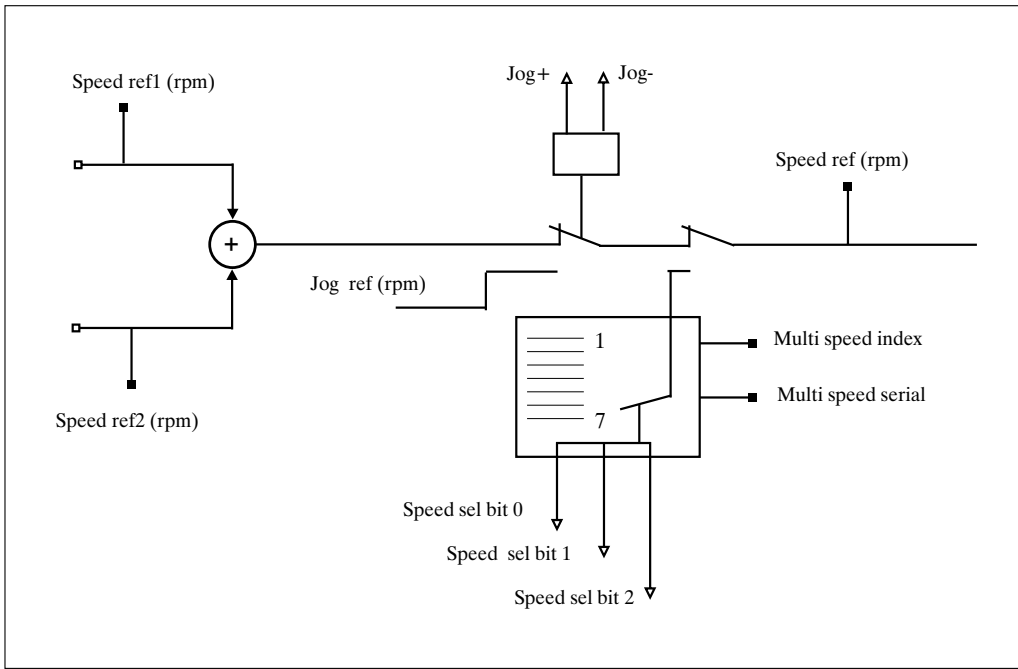 Speed ref1 (rpm)
Jog+
Jog-
Speed ref (rpm)
+
Jog ref (rpm)
1
7
Multi speed index
Multi speed serial
Speed ref2 (rpm)
Speed sel bit 0
Speed sel bit 1
Speed sel bit 2